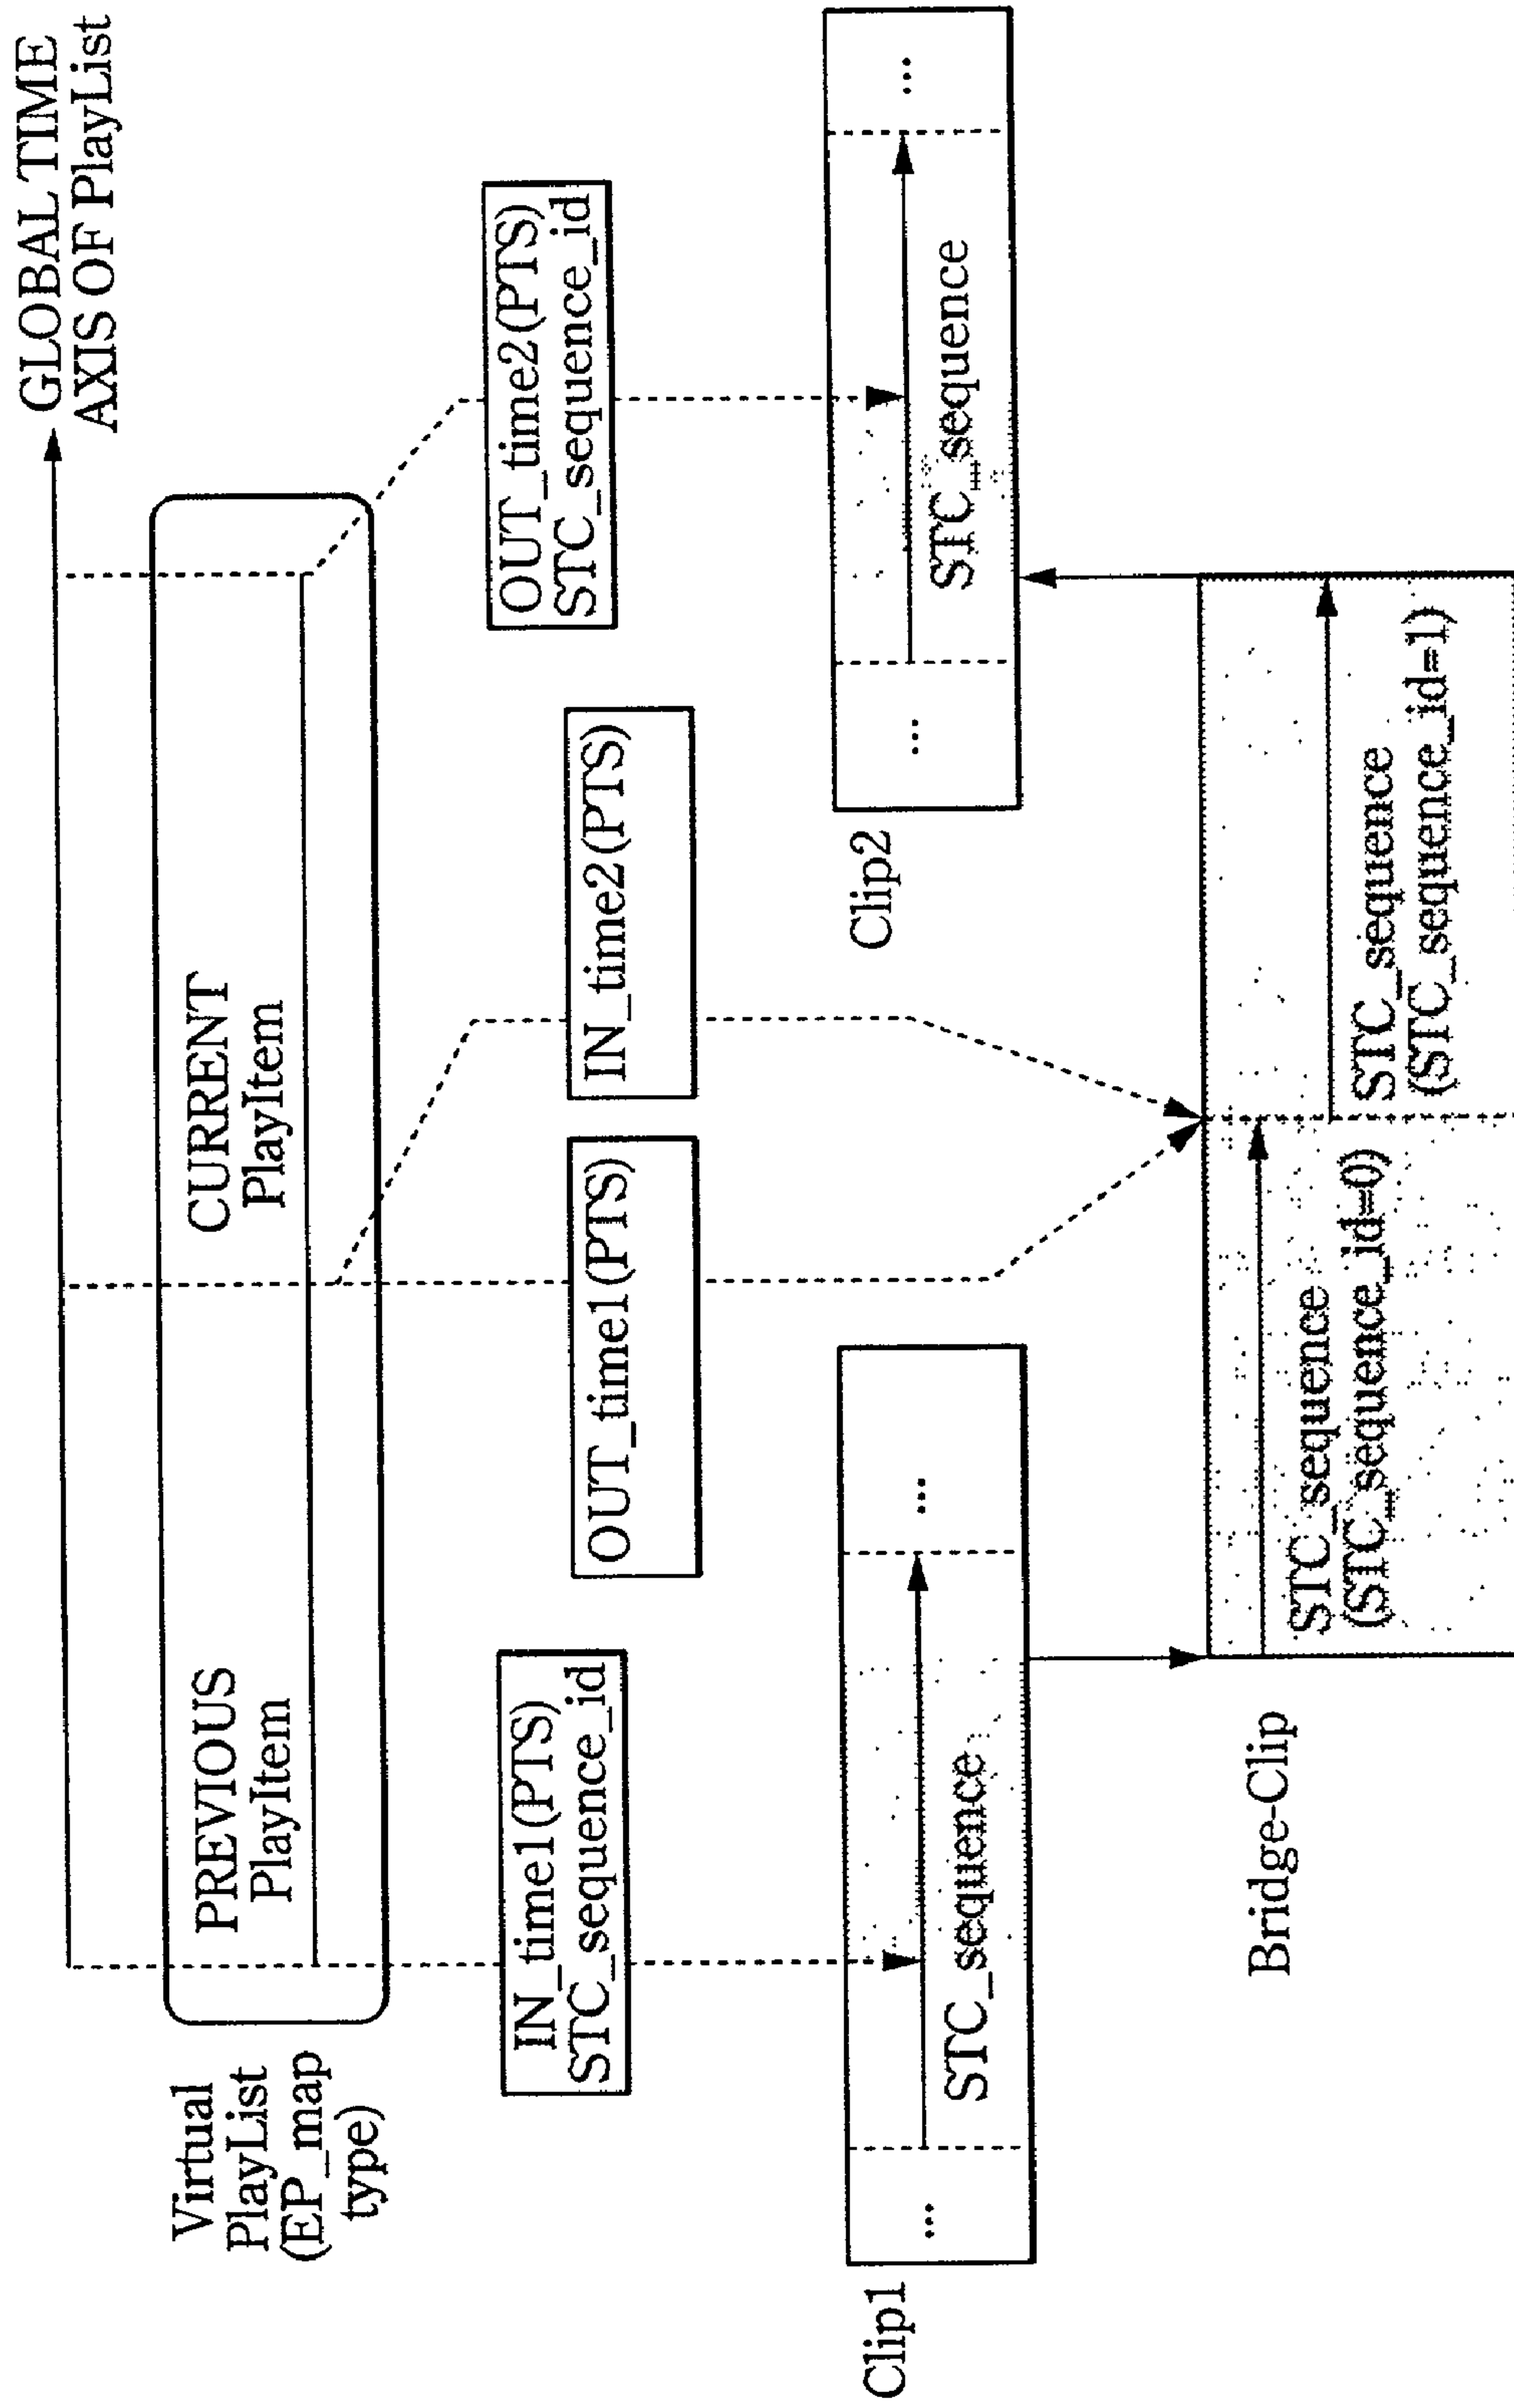 GLOBAL TIME
AXIS OF PlayList
Virtual
PlayList
(EP_map
type)
PREVIOUS
PlayItem
CURRENT
PlayItem
IN_time1(PTS)
STC_sequence_id
OUT_time1(PTS)
IN_time2(PTS)
OUT_time2(PTS)
STC_sequence_id
Clip1
...
STC_sequence
...
Clip2
...
STC_sequence
...
Bridge-Clip
STC_sequence
(STC_sequence_id=0)
STC_sequence
(STC_sequence_id=1)